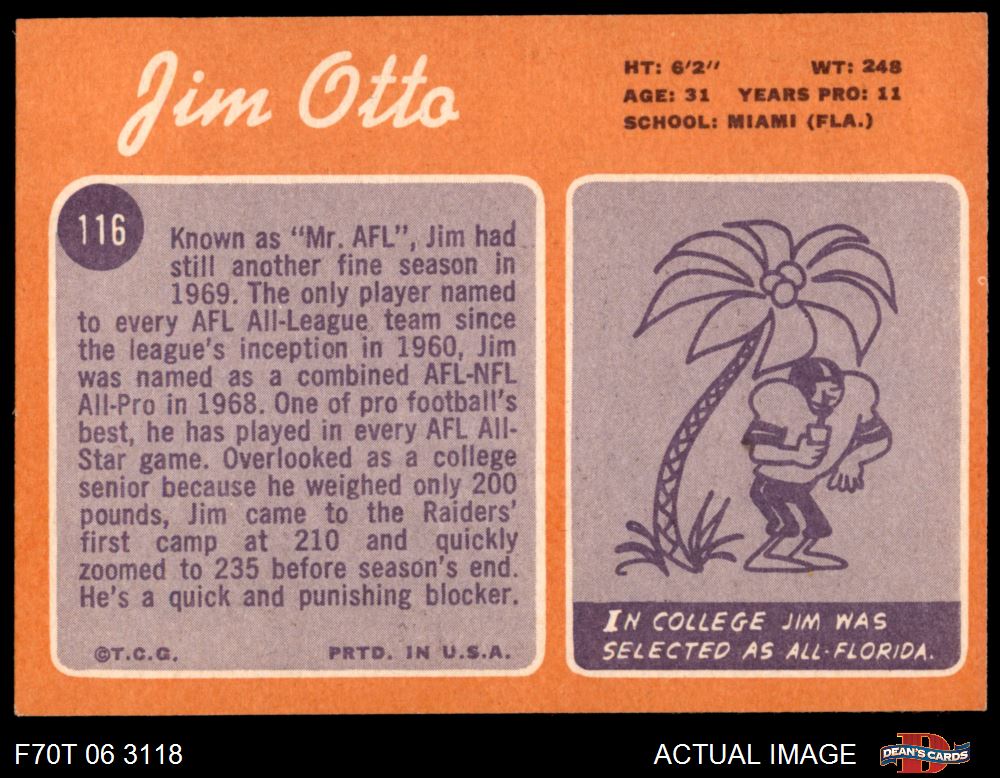 Jim Otto
HT: 6'2" WT: 248
AGE: 31 YEARS PRO: 11
SCHOOL: MIAMI (FLA.)
116
Known as "Mr. AFL", Jim had
still another fine season in
1969. The only player named
to every AFL All-League team since
the league's inception in 1960, Jim
was named as a combined AFL-NFL
All-Pro in 1968. One of pro football's
best, he has played in every AFL All-
Star game. Overlooked as a college
senior because he weighed only 200
pounds, Jim came to the Raiders'
first camp at 210 and quickly
zoomed to 235 before season's end.
He's a quick and punishing blocker.
©T.C.G. PRTD. IN U.S.A.
IN COLLEGE JIM WAS
SELECTED AS ALL-FLORIDA.
F70T 06 3118 ACTUAL IMAGE
D
DEAN'S CARDS